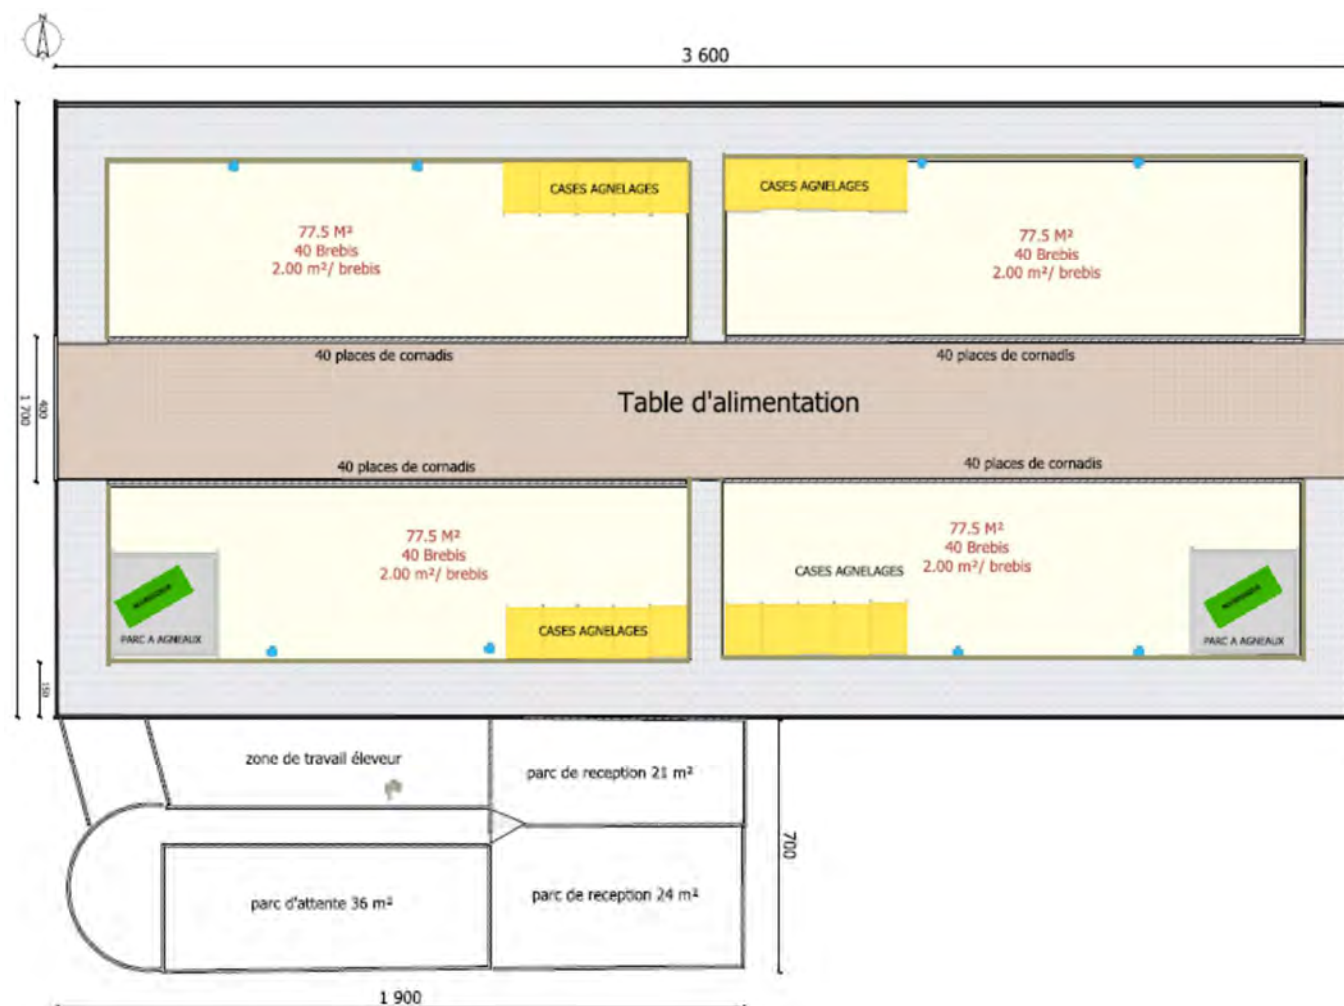 N
3 600
CASES AGNELAGES
CASES AGNELAGES
77.5 M²
40 Brebis
2.00 m²/ brebis
77.5 M²
40 Brebis
2.00 m²/ brebis
40 places de cornadis
40 places de cornadis
Table d'alimentation
1 700
400
40 places de cornadis
40 places de cornadis
77.5 M²
40 Brebis
2.00 m²/ brebis
77.5 M²
40 Brebis
2.00 m²/ brebis
CASES AGNELAGES
CASES AGNELAGES
PARC A AGNEAUX
PARC A AGNEAUX
150
zone de travail éleveur
parc de reception 21 m²
700
parc d'attente 36 m²
parc de reception 24 m²
1 900